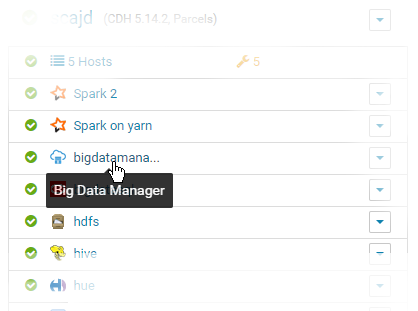 cajd (CDH 5.14.2, Parcels)
5 Hosts 5
Spark 2
Spark on yarn
bigdatamana...
Big Data Manager
hdfs
hive
hue